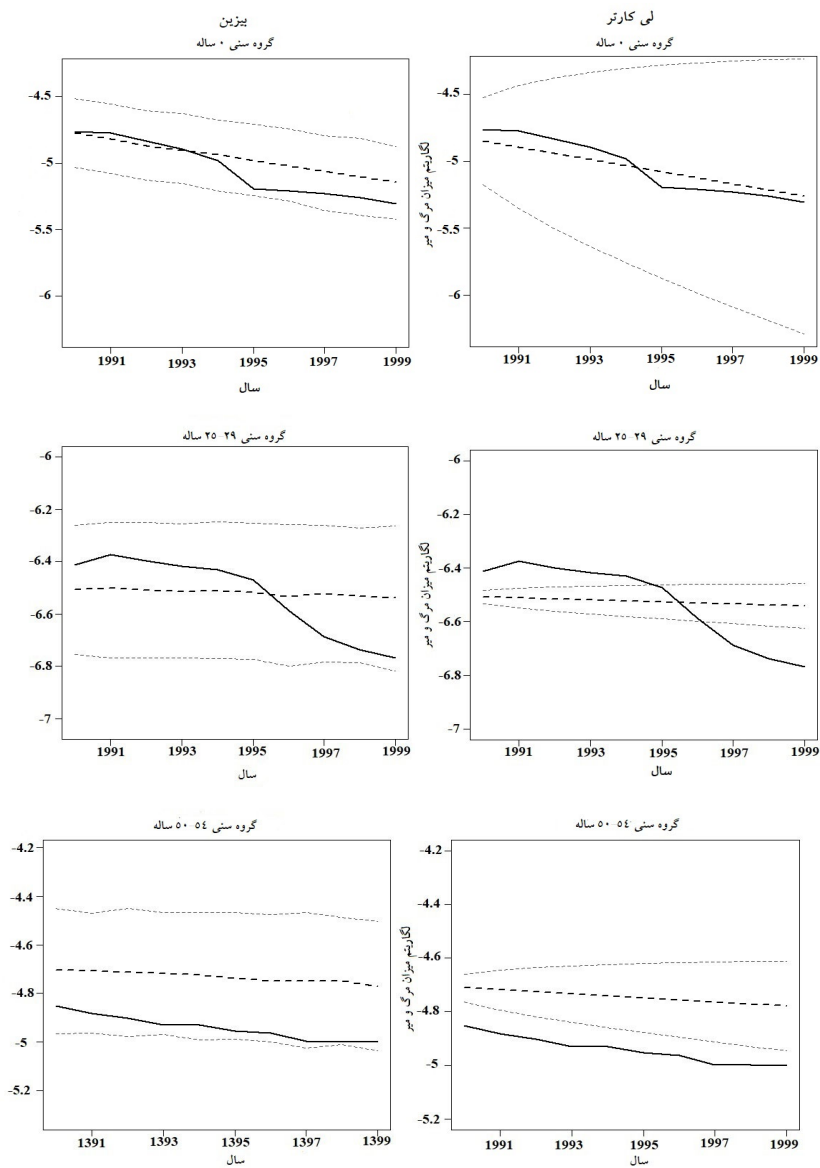 بیزین
لی کارتر
گروه سنی ۰ ساله
گروه سنی ۰ ساله
-4.5
-5
-5.5
-6
1991 1993 1995 1997 1999
سال
لگاریتم میزان مرگ و میر
-4.5
-5
-5.5
-6
1991 1993 1995 1997 1999
سال
گروه سنی ۲۹-۲۵ ساله
گروه سنی ۲۹-۲۵ ساله
-6
-6.2
-6.4
-6.6
-6.8
-7
1991 1993 1995 1997 1999
سال
لگاریتم میزان مرگ و میر
-6
-6.2
-6.4
-6.6
-6.8
-7
1991 1993 1995 1997 1999
سال
گروه سنی ٥٤-٥٠ ساله
گروه سنی ٥٤-٥٠ ساله
-4.2
-4.4
-4.6
-4.8
-5
-5.2
1391 1393 1395 1397 1399
سال
لگاریتم میزان مرگ و میر
-4.2
-4.4
-4.6
-4.8
-5
-5.2
1991 1993 1995 1997 1999
سال